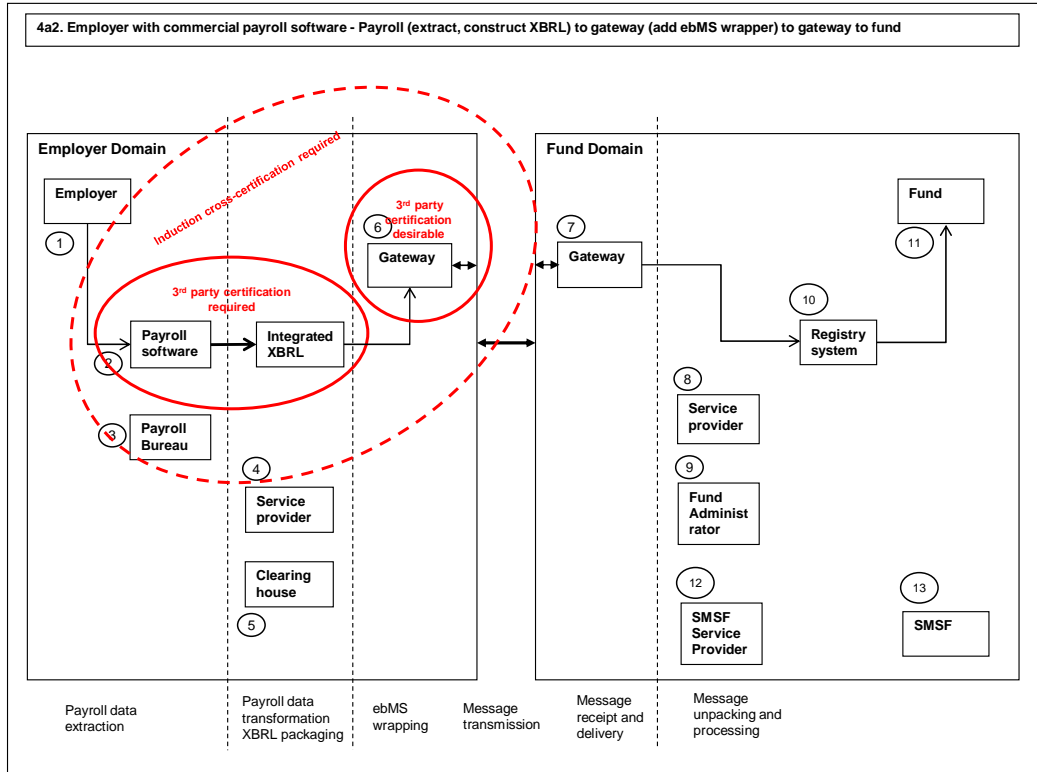 4a2. Employer with commercial payroll software - Payroll (extract, construct XBRL) to gateway (add ebMS wrapper) to gateway to fund
Employer Domain
Employer
1
Induction cross-certification required
3rd party
certification
desirable
6
Gateway
3rd party certification
required
Payroll
software
2
Integrated
XBRL
3
Payroll
Bureau
4
Service
provider
Clearing
house
5
Fund Domain
7
Gateway
Fund
11
10
Registry
system
8
Service
provider
9
Fund
Administ
rator
12
SMSF
Service
Provider
13
SMSF
Payroll data
extraction
Payroll data
transformation
XBRL packaging
ebMS
wrapping
Message
transmission
Message
receipt and
delivery
Message
unpacking and
processing